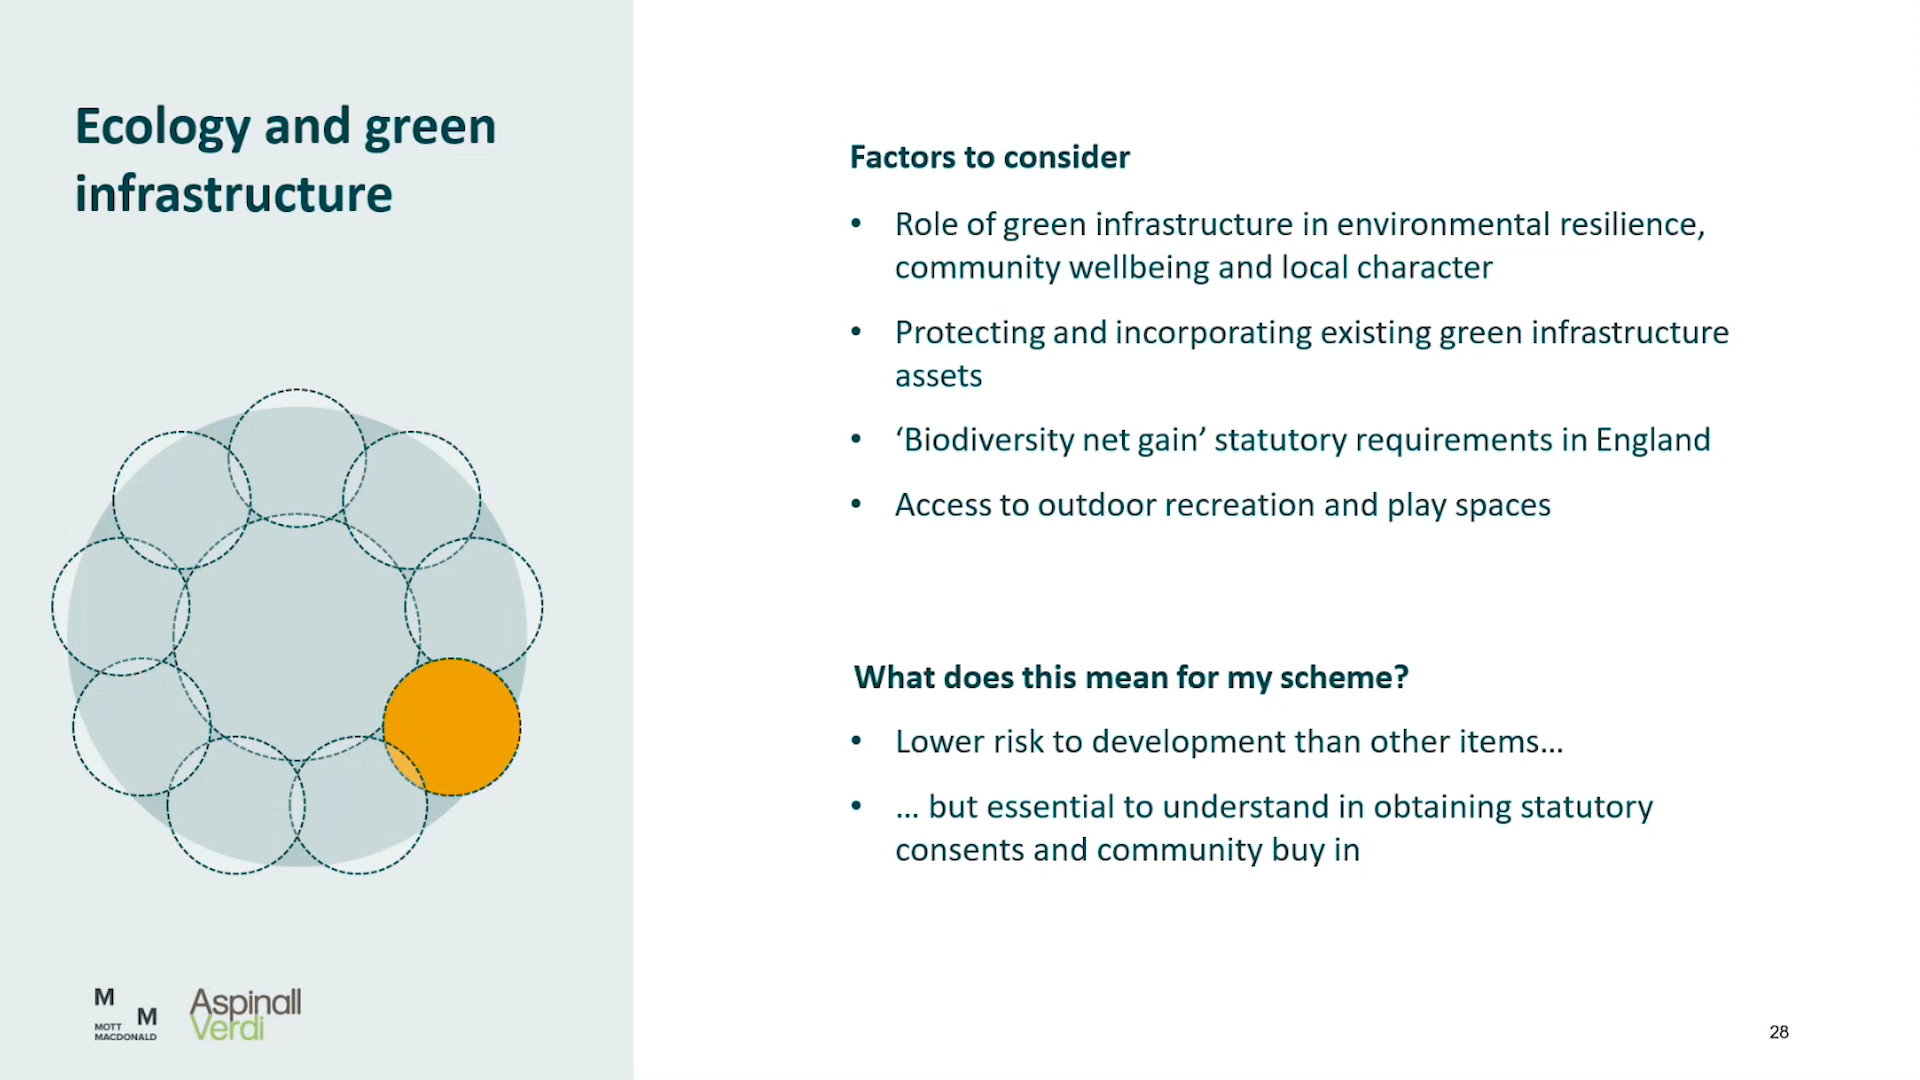 Ecology and green
infrastructure
Factors to consider
• Role of green infrastructure in environmental resilience,
community wellbeing and local character
• Protecting and incorporating existing green infrastructure
assets
• ‘Biodiversity net gain’ statutory requirements in England
• Access to outdoor recreation and play spaces
What does this mean for my scheme?
• Lower risk to development than other items...
• ... but essential to understand in obtaining statutory
consents and community buy in
M
M
MOTT
MACDONALD
Aspinall
Verdi
28